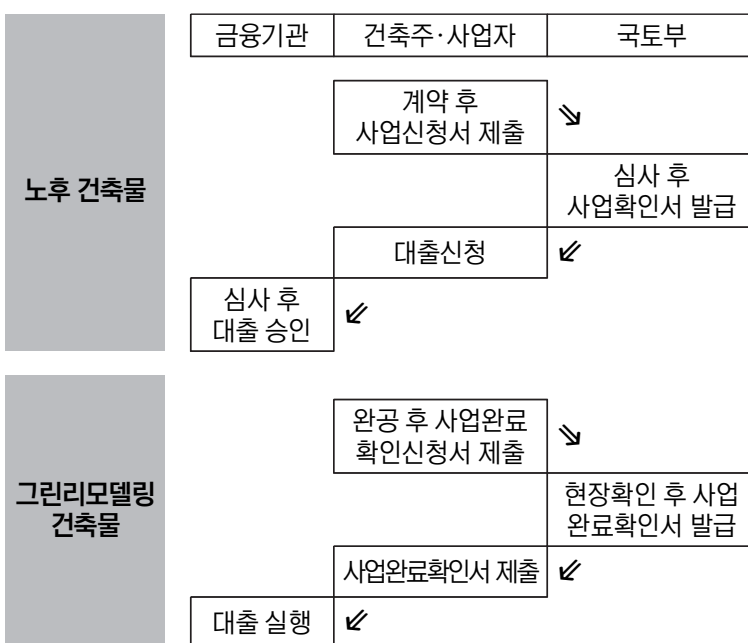 금융기관 건축주·사업자 국토부
노후 건축물
계약 후
사업신청서 제출
심사 후
사업확인서 발급
대출신청
심사 후
대출 승인
그린리모델링
건축물
완공 후 사업완료
확인신청서 제출
현장확인 후 사업
완료확인서 발급
사업완료확인서 제출
대출 실행